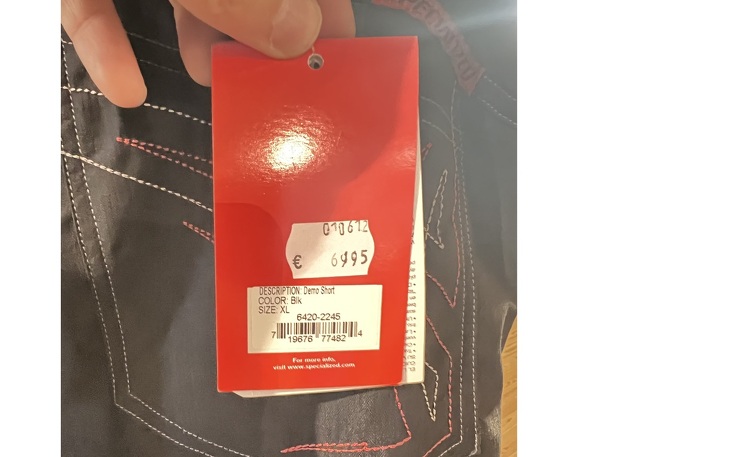 010612
€ 6995
DESCRIPTION: Demo Short
COLOR: Blk
SIZE: XL
6420-2245
7 19676 77482 4
For more info,
visit www.specialized.com